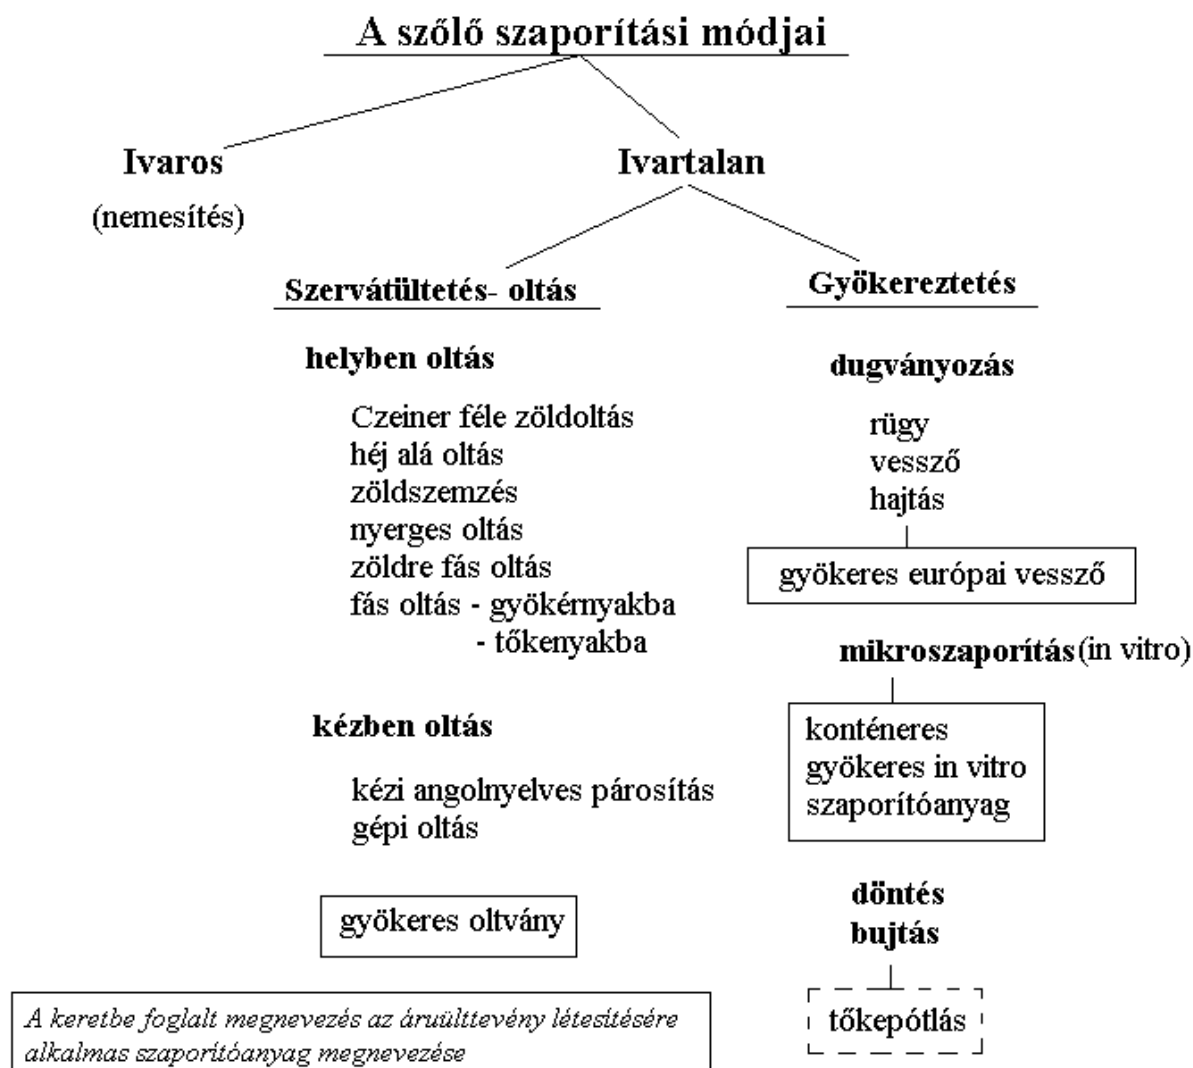 A szőlő szaporítási módjai
Ivaros
(nemesítés)
Ivartalan
Szervátültetés- oltás
helyben oltás
Czeiner féle zöldoltás
héj alá oltás
zöldszemzés
nyerges oltás
zöldre fás oltás
fás oltás - gyökérnyakba
- tőkenyakba
kézben oltás
kézi angolnyelves párosítás
gépi oltás
gyökeres oltvány
Gyökereztetés
dugványozás
rügy
vessző
hajtás
gyökeres európai vessző
mikroszaporítás (in vitro)
konténeres
gyökeres in vitro
szaporítóanyag
döntés
bujtás
tőkepótlás
A keretbe foglalt megnevezés az áruülttevény létesítésére
alkalmas szaporítóanyag megnevezése